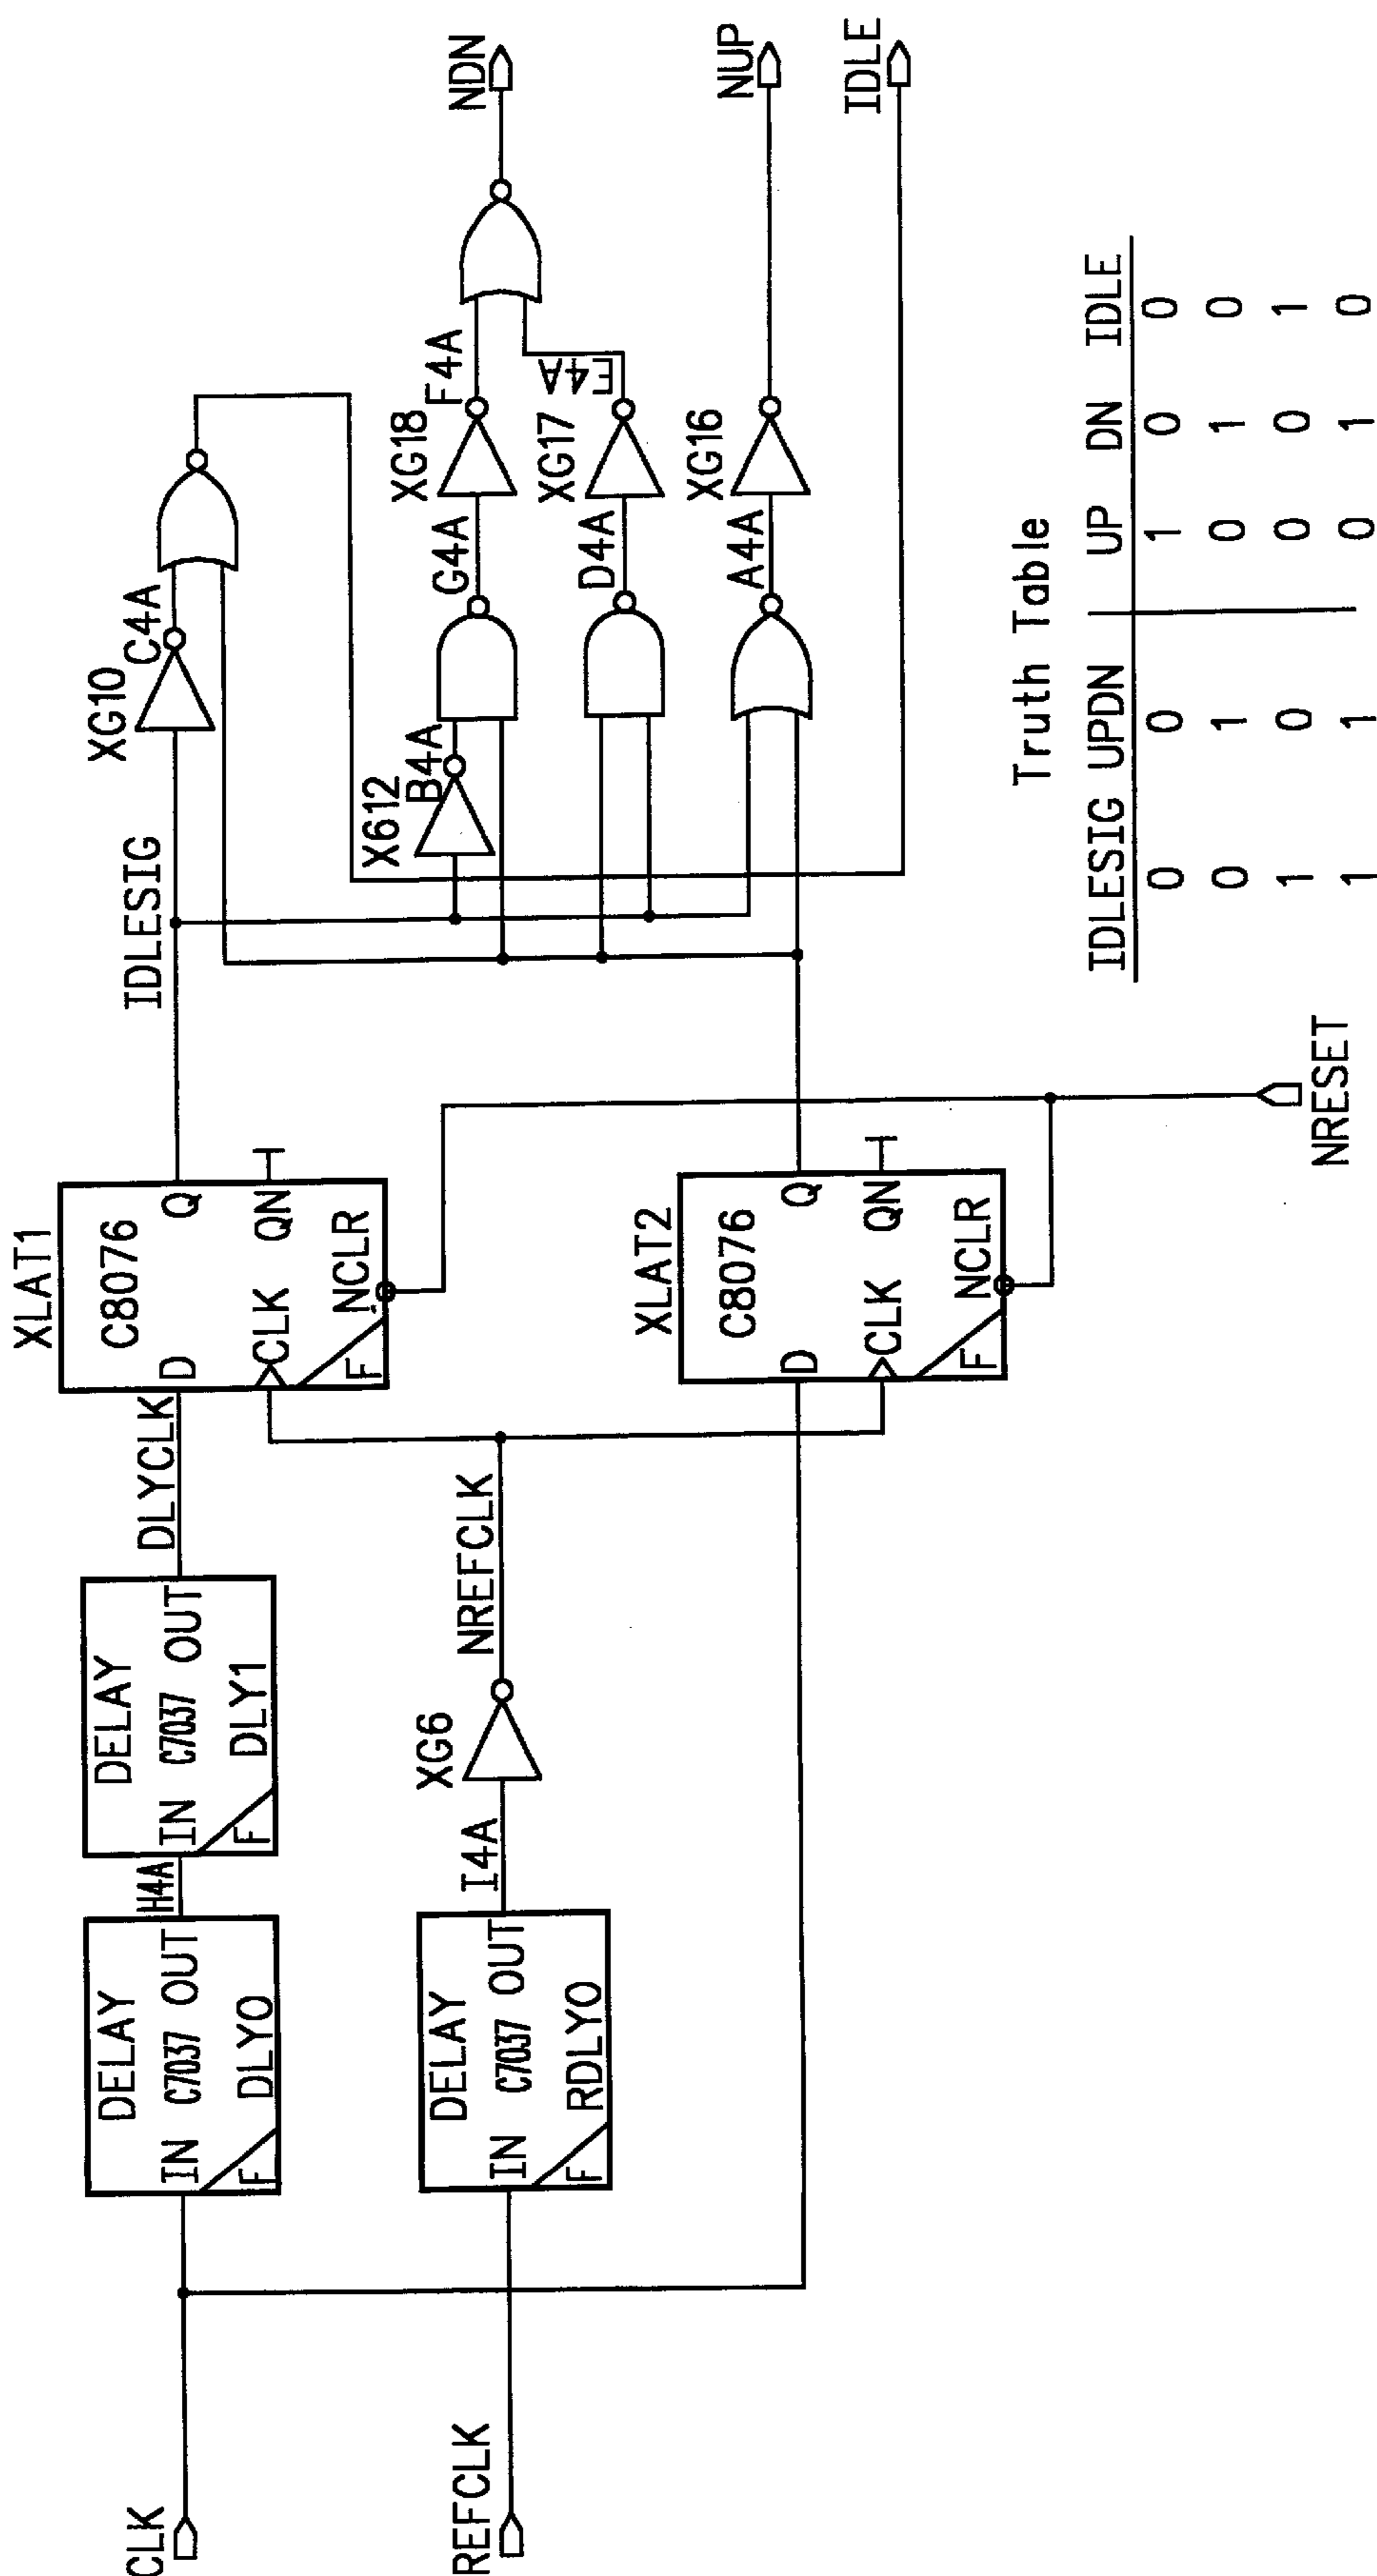 CLK
REFCLK
DELAY
IN C7037 OUT
F DLY0
H4A
DELAY
IN C7037 OUT
F DLY1
DLYCLK
DELAY
IN C7037 OUT
F RDLY0
I4A
XG6
NREFCLK
XLAT1
C8076
D Q
CLK QN
F NCLR
XLAT2
C8076
D Q
CLK QN
F NCLR
NRESET
IDLESIG
XG10
C4A
X612
B4A
G4A
XG18
F4A
D4A
XG17
E4A
A4A
XG16
NDN
NUP
IDLE
Truth Table
IDLESIG UPDN UP DN IDLE
0 0 1 0 0
0 1 0 1 0
1 0 0 0 1
1 1 0 1 0